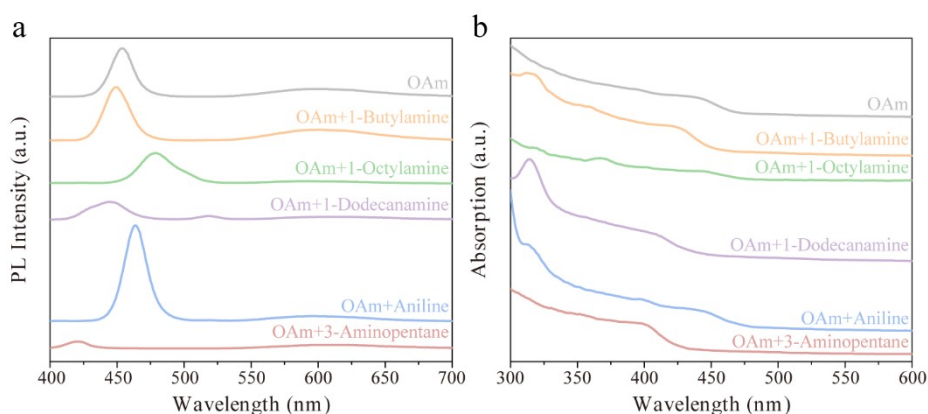 a
PL Intensity (a.u.)
OAm
OAm+1-Butylamine
OAm+1-Octylamine
OAm+1-Dodecanamine
OAm+Aniline
OAm+3-Aminopentane
400 450 500 550 600 650 700
Wavelength (nm)
b
Absorption (a.u.)
OAm
OAm+1-Butylamine
OAm+1-Octylamine
OAm+1-Dodecanamine
OAm+Aniline
OAm+3-Aminopentane
300 350 400 450 500 550 600
Wavelength (nm)